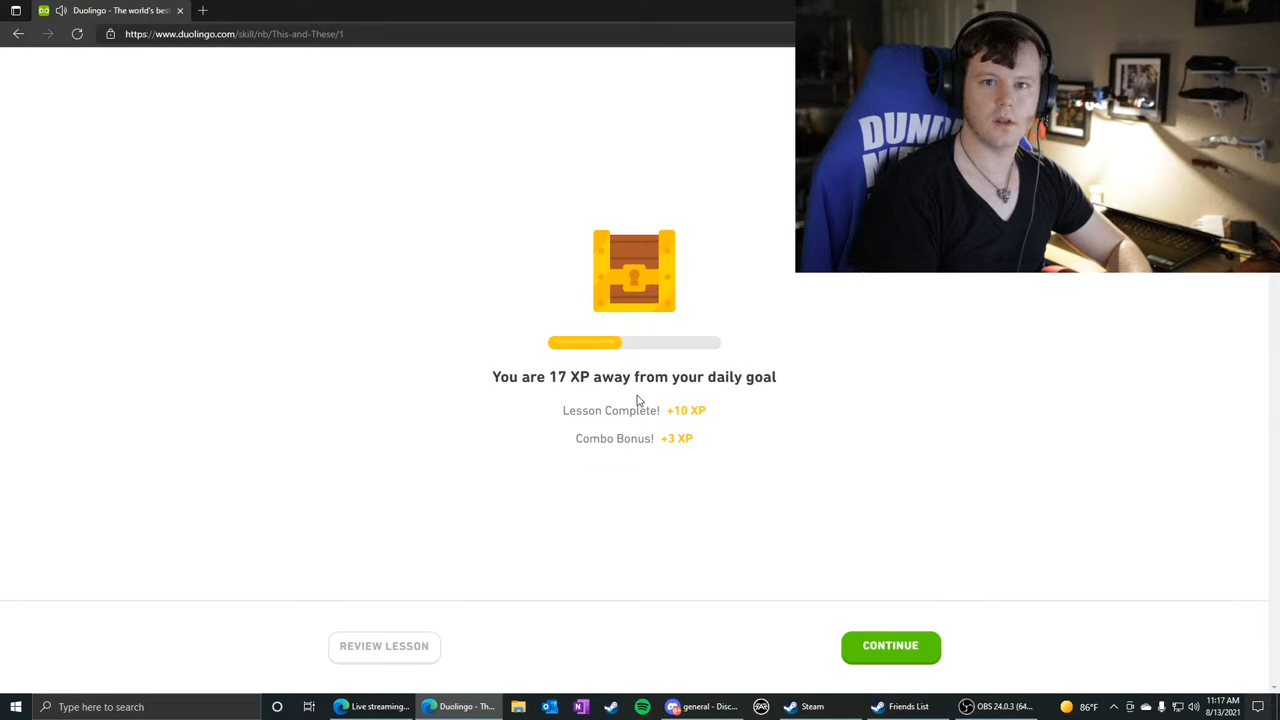 Duolingo - The world's best
https://www.duolingo.com/skill/nb/This-and-These/1
DUN
NI
You are 17 XP away from your daily goal
Lesson Complete! +10 XP
Combo Bonus! +3 XP
REVIEW LESSON
CONTINUE
Type here to search
Live streaming...
Duolingo - Th...
general - Disc...
Steam
Friends List
OBS 24.0.3 (64...
86°F
11:17 AM
8/13/2021